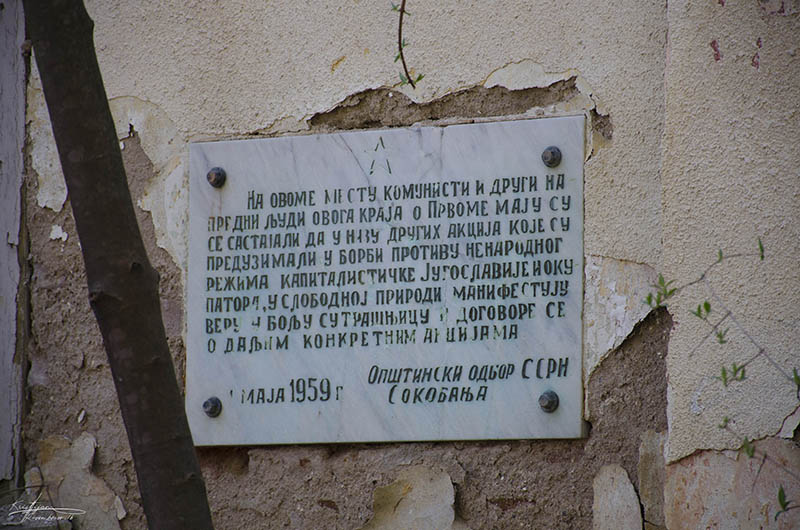 НА ОВОМЕ МЕСТУ КОМУНИСТИ И ДРУГИ НА
ПРЕДНИ ЉУДИ ОВОГА КРАЈА О ПРВОМЕ МАЈУ СУ
СЕ САСТАЈАЛИ ДА У НИЗУ ДРУГИХ АКЦИЈА КОЈЕ СУ
ПРЕДУЗИМАЛИ У БОРБИ ПРОТИВУ НЕНАРОДНОГ
РЕЖИМА КАПИТАЛИСТИЧКЕ ЈУГОСЛАВИЈЕ И ОКУ
ПАТОРА, У СЛОБОДНОЈ ПРИРОДИ МАНИФЕСТУЈУ
ВЕРУ У БОЉУ СУТРАШЊИЦУ И ДОГОВОРЕ СЕ
О ДАЉИМ КОНКРЕТНИМ АКЦИЈАМА
1 МАЈА 1959 Г
ОПШТИНСКИ ОДБОР ССРН
СОКОБАЊА